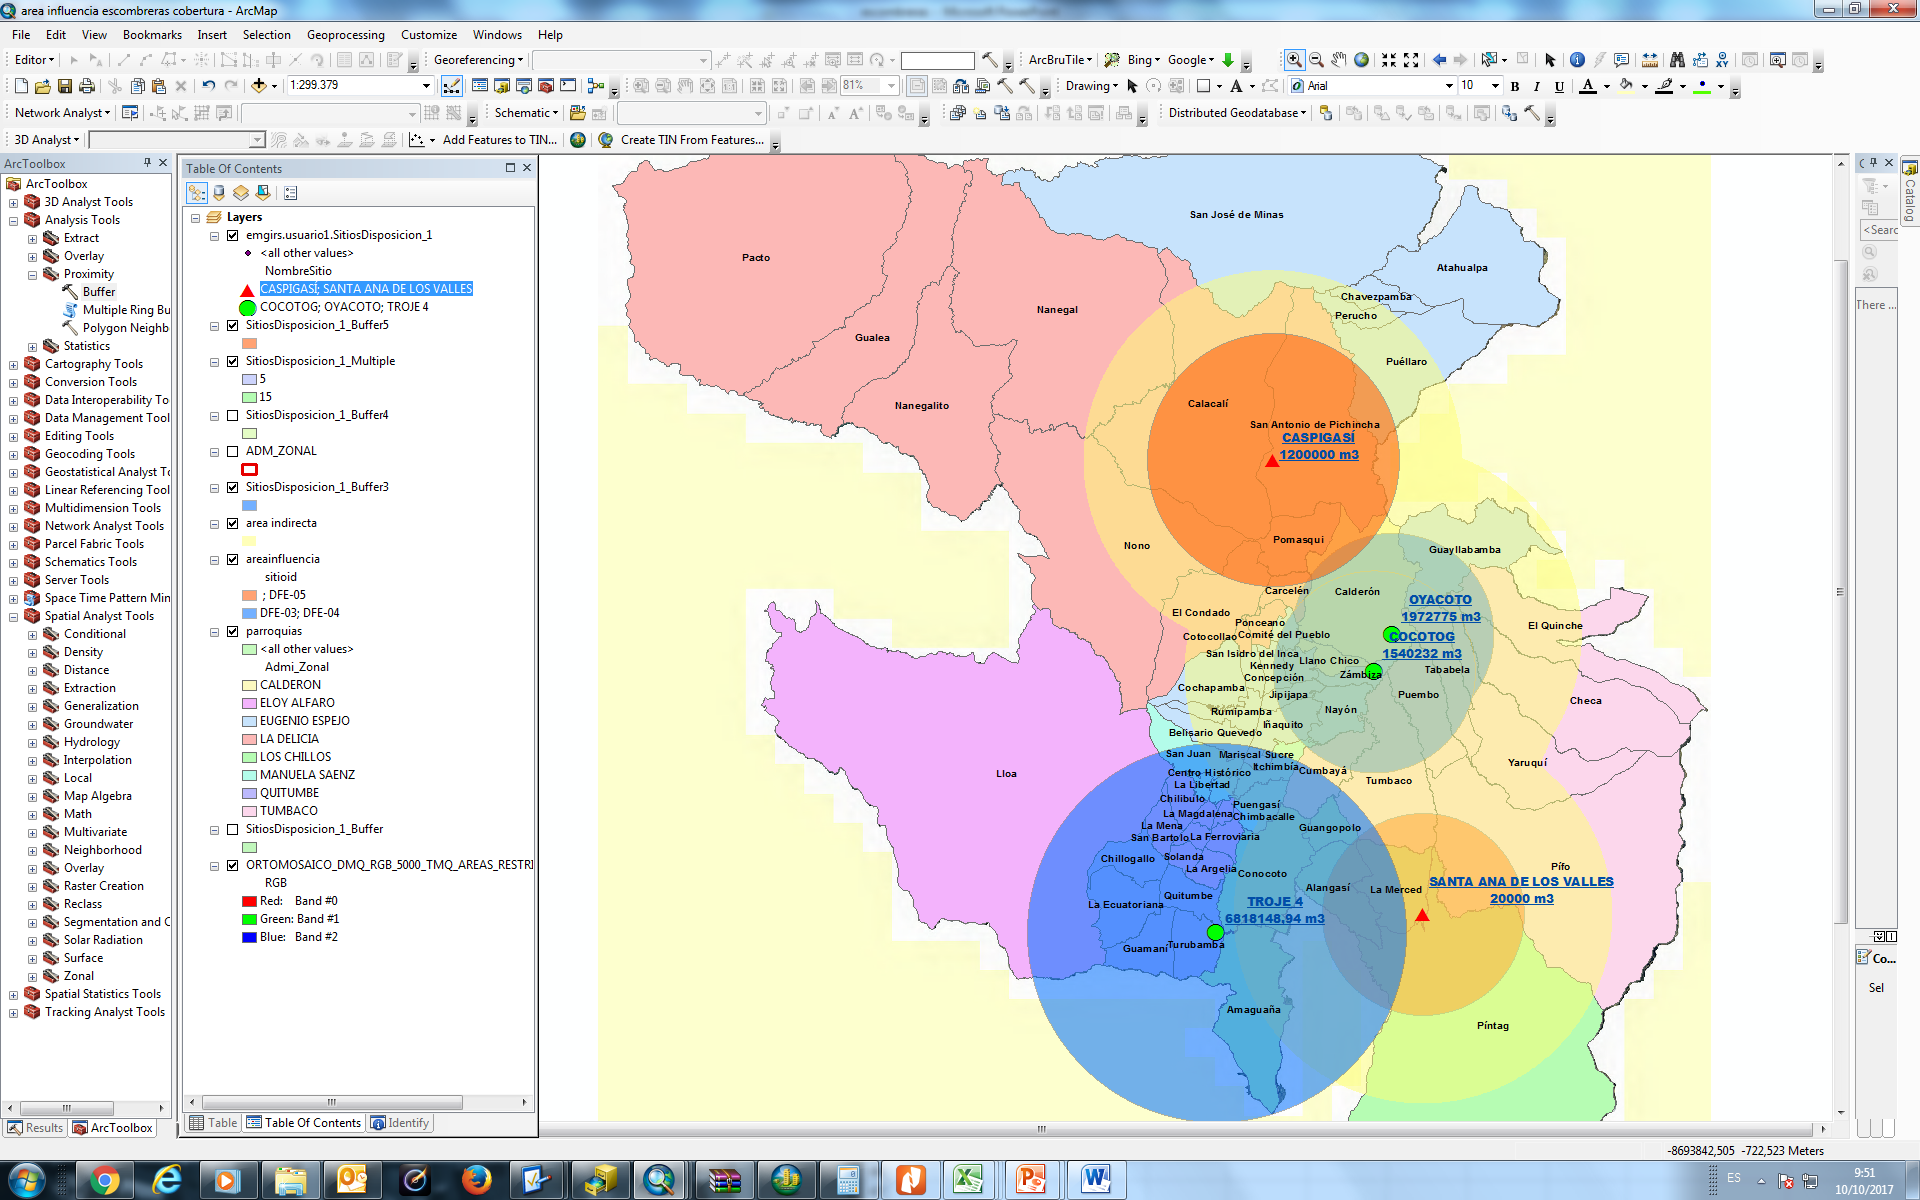 area influencia escombreras cobertura - ArcMap
File Edit View Bookmarks Insert Selection Geoprocessing Customize Windows Help
Editor Georeferencing ArcBruTile Bing Google
1:299.379 81% Drawing Arial 10 B I U A
Network Analyst Schematic Distributed Geodatabase
3D Analyst Add Features to TIN... Create TIN From Features...
ArcToolbox
ArcToolbox
3D Analyst Tools
Analysis Tools
Extract
Overlay
Proximity
Buffer
Multiple Ring Bu
Polygon Neighb
Statistics
Cartography Tools
Conversion Tools
Data Interoperability To
Data Management Tool
Editing Tools
Geocoding Tools
Geostatistical Analyst To
Linear Referencing Tool
Multidimension Tools
Network Analyst Tools
Parcel Fabric Tools
Schematics Tools
Server Tools
Space Time Pattern Min
Spatial Analyst Tools
Conditional
Density
Distance
Extraction
Generalization
Groundwater
Hydrology
Interpolation
Local
Map Algebra
Math
Multivariate
Neighborhood
Overlay
Raster Creation
Reclass
Segmentation and C
Solar Radiation
Surface
Zonal
Spatial Statistics Tools
Tracking Analyst Tools
Results ArcToolbox
Table Of Contents
Layers
emgirs.usuario1.SitiosDisposicion_1
<all other values>
NombreSitio
CASPIGASÍ; SANTA ANA DE LOS VALLES
COCOTOG; OYACOTO; TROJE 4
SitiosDisposicion_1_Buffer5
SitiosDisposicion_1_Multiple
5
15
SitiosDisposicion_1_Buffer4
ADM_ZONAL
SitiosDisposicion_1_Buffer3
area indirecta
areainfluencia
sitioid
; DFE-05
DFE-03; DFE-04
parroquias
<all other values>
Admi_Zonal
CALDERON
ELOY ALFARO
EUGENIO ESPEJO
LA DELICIA
LOS CHILLOS
MANUELA SAENZ
QUITUMBE
TUMBACO
SitiosDisposicion_1_Buffer
ORTOMOSAICO_DMQ_RGB_5000_TMQ_AREAS_RESTRI
RGB
Red: Band #0
Green: Band #1
Blue: Band #2
Table Table Of Contents Identify
San José de Minas
Pacto
Atahualpa
Chavezpamba
Nanegal
Perucho
Gualea
Puéllaro
Nanegalito
Calacalí
San Antonio de Pichincha
CASPIGASÍ
1200000 m3
Pomasqui
Nono
Guayllabamba
Carcelén
Calderón
OYACOTO
1972775 m3
El Condado
Ponceano
El Quinche
Cotocollao
Comité del Pueblo
COCOTOG
1540232 m3
San Isidro del Inca
Llano Chico
Kennedy
Concepción
Zámbiza
Tababela
Cochapamba
Jipijapa
Puembo
Checa
Rumipamba
Nayón
Iñaquito
Belisario Quevedo
San Juan
Mariscal Sucre
Itchimbía
Cumbayá
Yaruquí
Lloa
Centro Histórico
La Libertad
Tumbaco
Chilibulo
Puengasí
La Magdalena
Chimbacalle
La Mena
Guangopolo
San Bartolo
La Ferroviaria
Chillogallo
Solanda
La Argelia
Conocoto
Pifo
Alangasí
La Merced
SANTA ANA DE LOS VALLES
20000 m3
Quitumbe
La Ecuatoriana
TROJE 4
6818148,94 m3
Guamaní
Turubamba
Amaguaña
Píntag
Catalog
<Searc
There ...
Co...
Sel
-8693842,505 -722,523 Meters
ES
9:51
10/10/2017